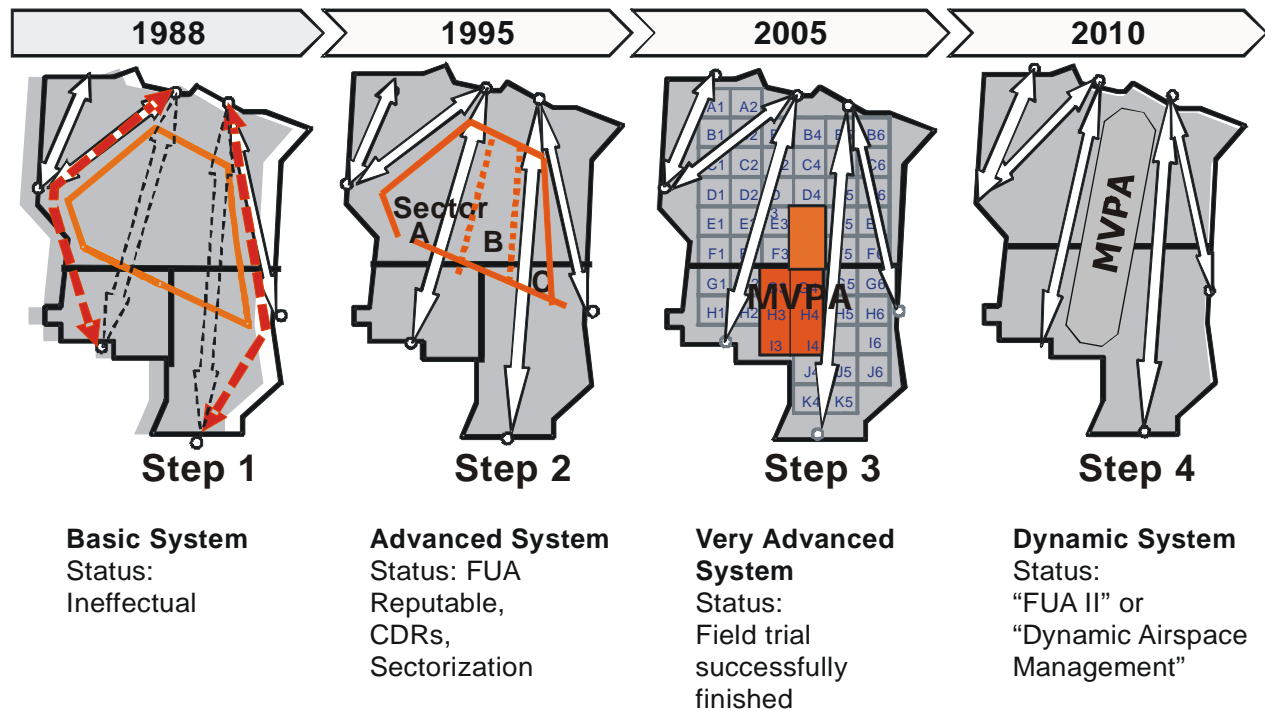 1988
1995
2005
2010
Sector
A
B
C
A1 A2
B1 B4 B6
C4 C6
D1 D2 D D4
E1 E3
F1 F3
G1 G6
MVPA
H1 H3 H4 H5 H6
I3 I4 I6
J4 J5 J6
K4 K5
MVPA
Step 1
Step 2
Step 3
Step 4
Basic System
Status:
Ineffectual
Advanced System
Status: FUA
Reputable,
CDRs,
Sectorization
Very Advanced
System
Status:
Field trial
successfully
finished
Dynamic System
Status:
“FUA II” or
“Dynamic Airspace
Management”